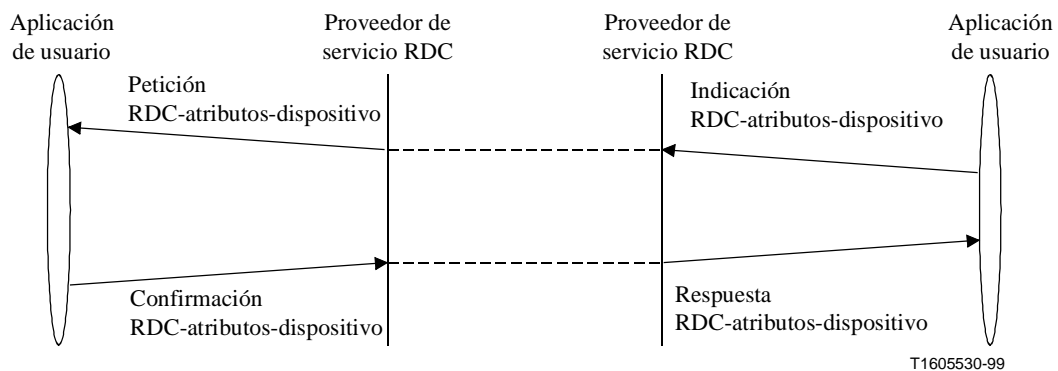 Aplicación
de usuario
Proveedor de
servicio RDC
Proveedor de
servicio RDC
Aplicación
de usuario
Petición
RDC-atributos-dispositivo
Indicación
RDC-atributos-dispositivo
Confirmación
RDC-atributos-dispositivo
Respuesta
RDC-atributos-dispositivo
T1605530-99